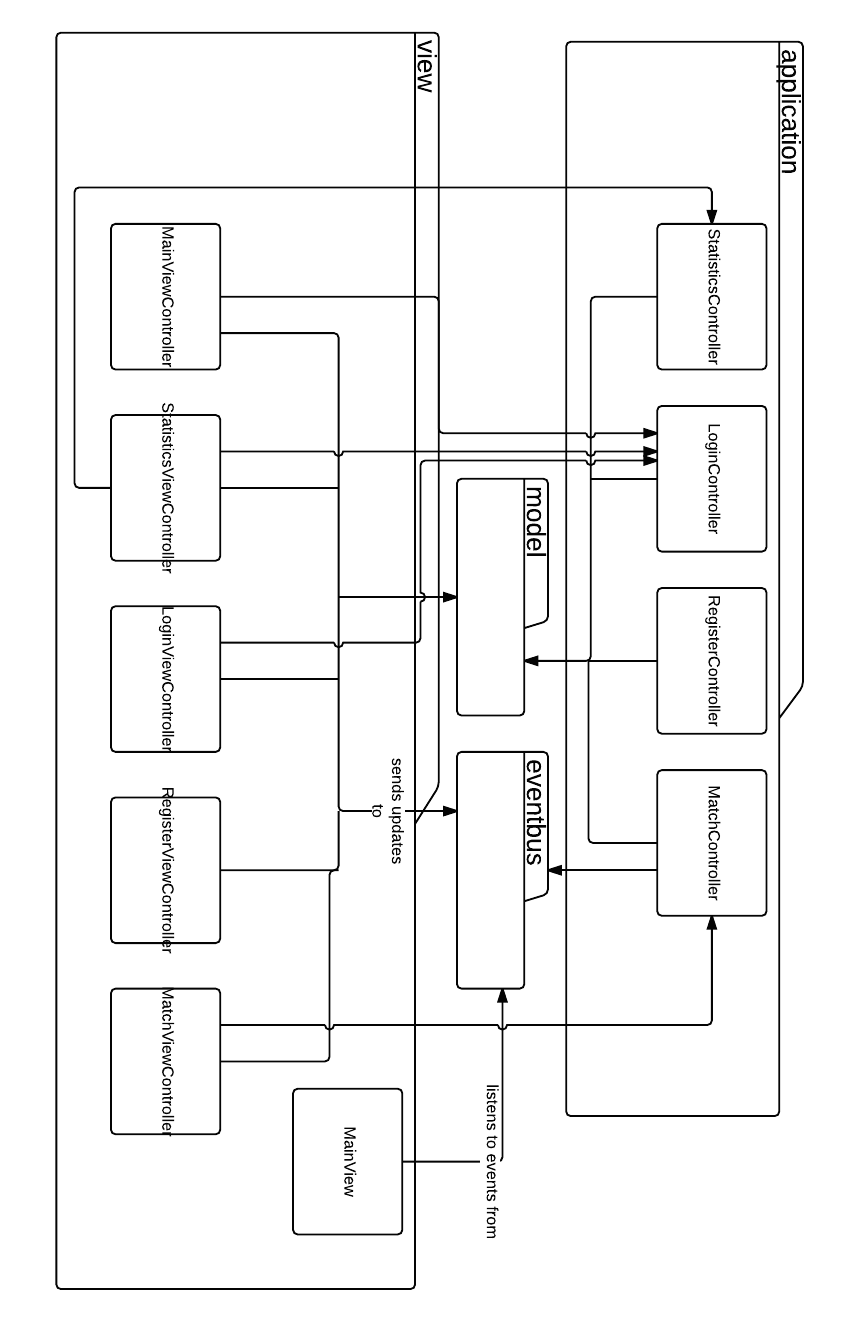 application
StatisticsController
LoginController
RegisterController
MatchController
model
eventbus
listens to events from
view
sends updates
to
MainView
MainViewController
StatisticsViewController
LoginViewController
RegisterViewController
MatchViewController